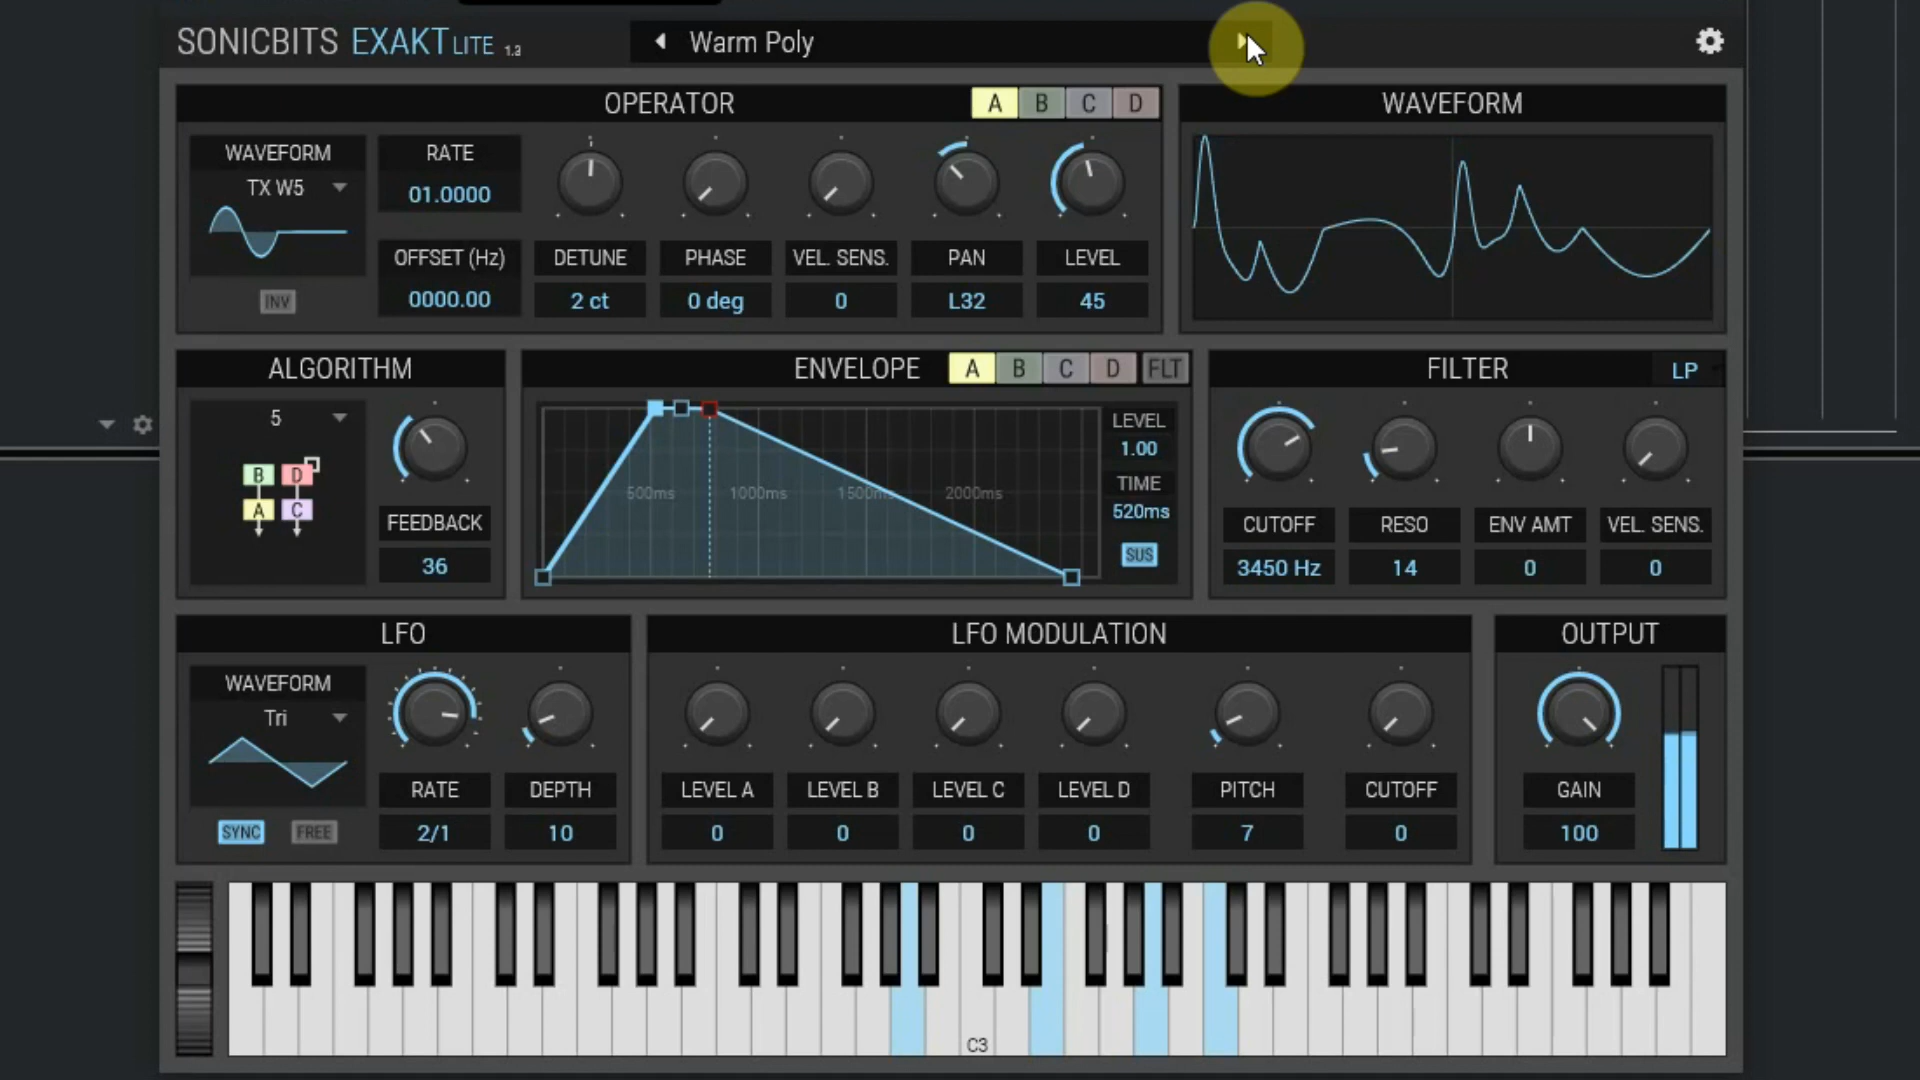 SONICBITS EXAKT LITE 1.3
Warm Poly
OPERATOR A B C D
WAVEFORM
WAVEFORM
TX W5
INV
RATE
01.0000
OFFSET (Hz)
0000.00
DETUNE PHASE VEL. SENS. PAN LEVEL
2 ct 0 deg 0 L32 45
ALGORITHM
5
B D
A C
FEEDBACK
36
ENVELOPE A B C D FLT
500ms 1000ms 1500ms 2000ms
LEVEL
1.00
TIME
520ms
SUS
FILTER LP
CUTOFF RESO ENV AMT VEL. SENS.
3450 Hz 14 0 0
LFO
WAVEFORM
Tri
SYNC FREE
RATE DEPTH
2/1 10
LFO MODULATION
LEVEL A LEVEL B LEVEL C LEVEL D PITCH CUTOFF
0 0 0 0 7 0
OUTPUT
GAIN
100
C3